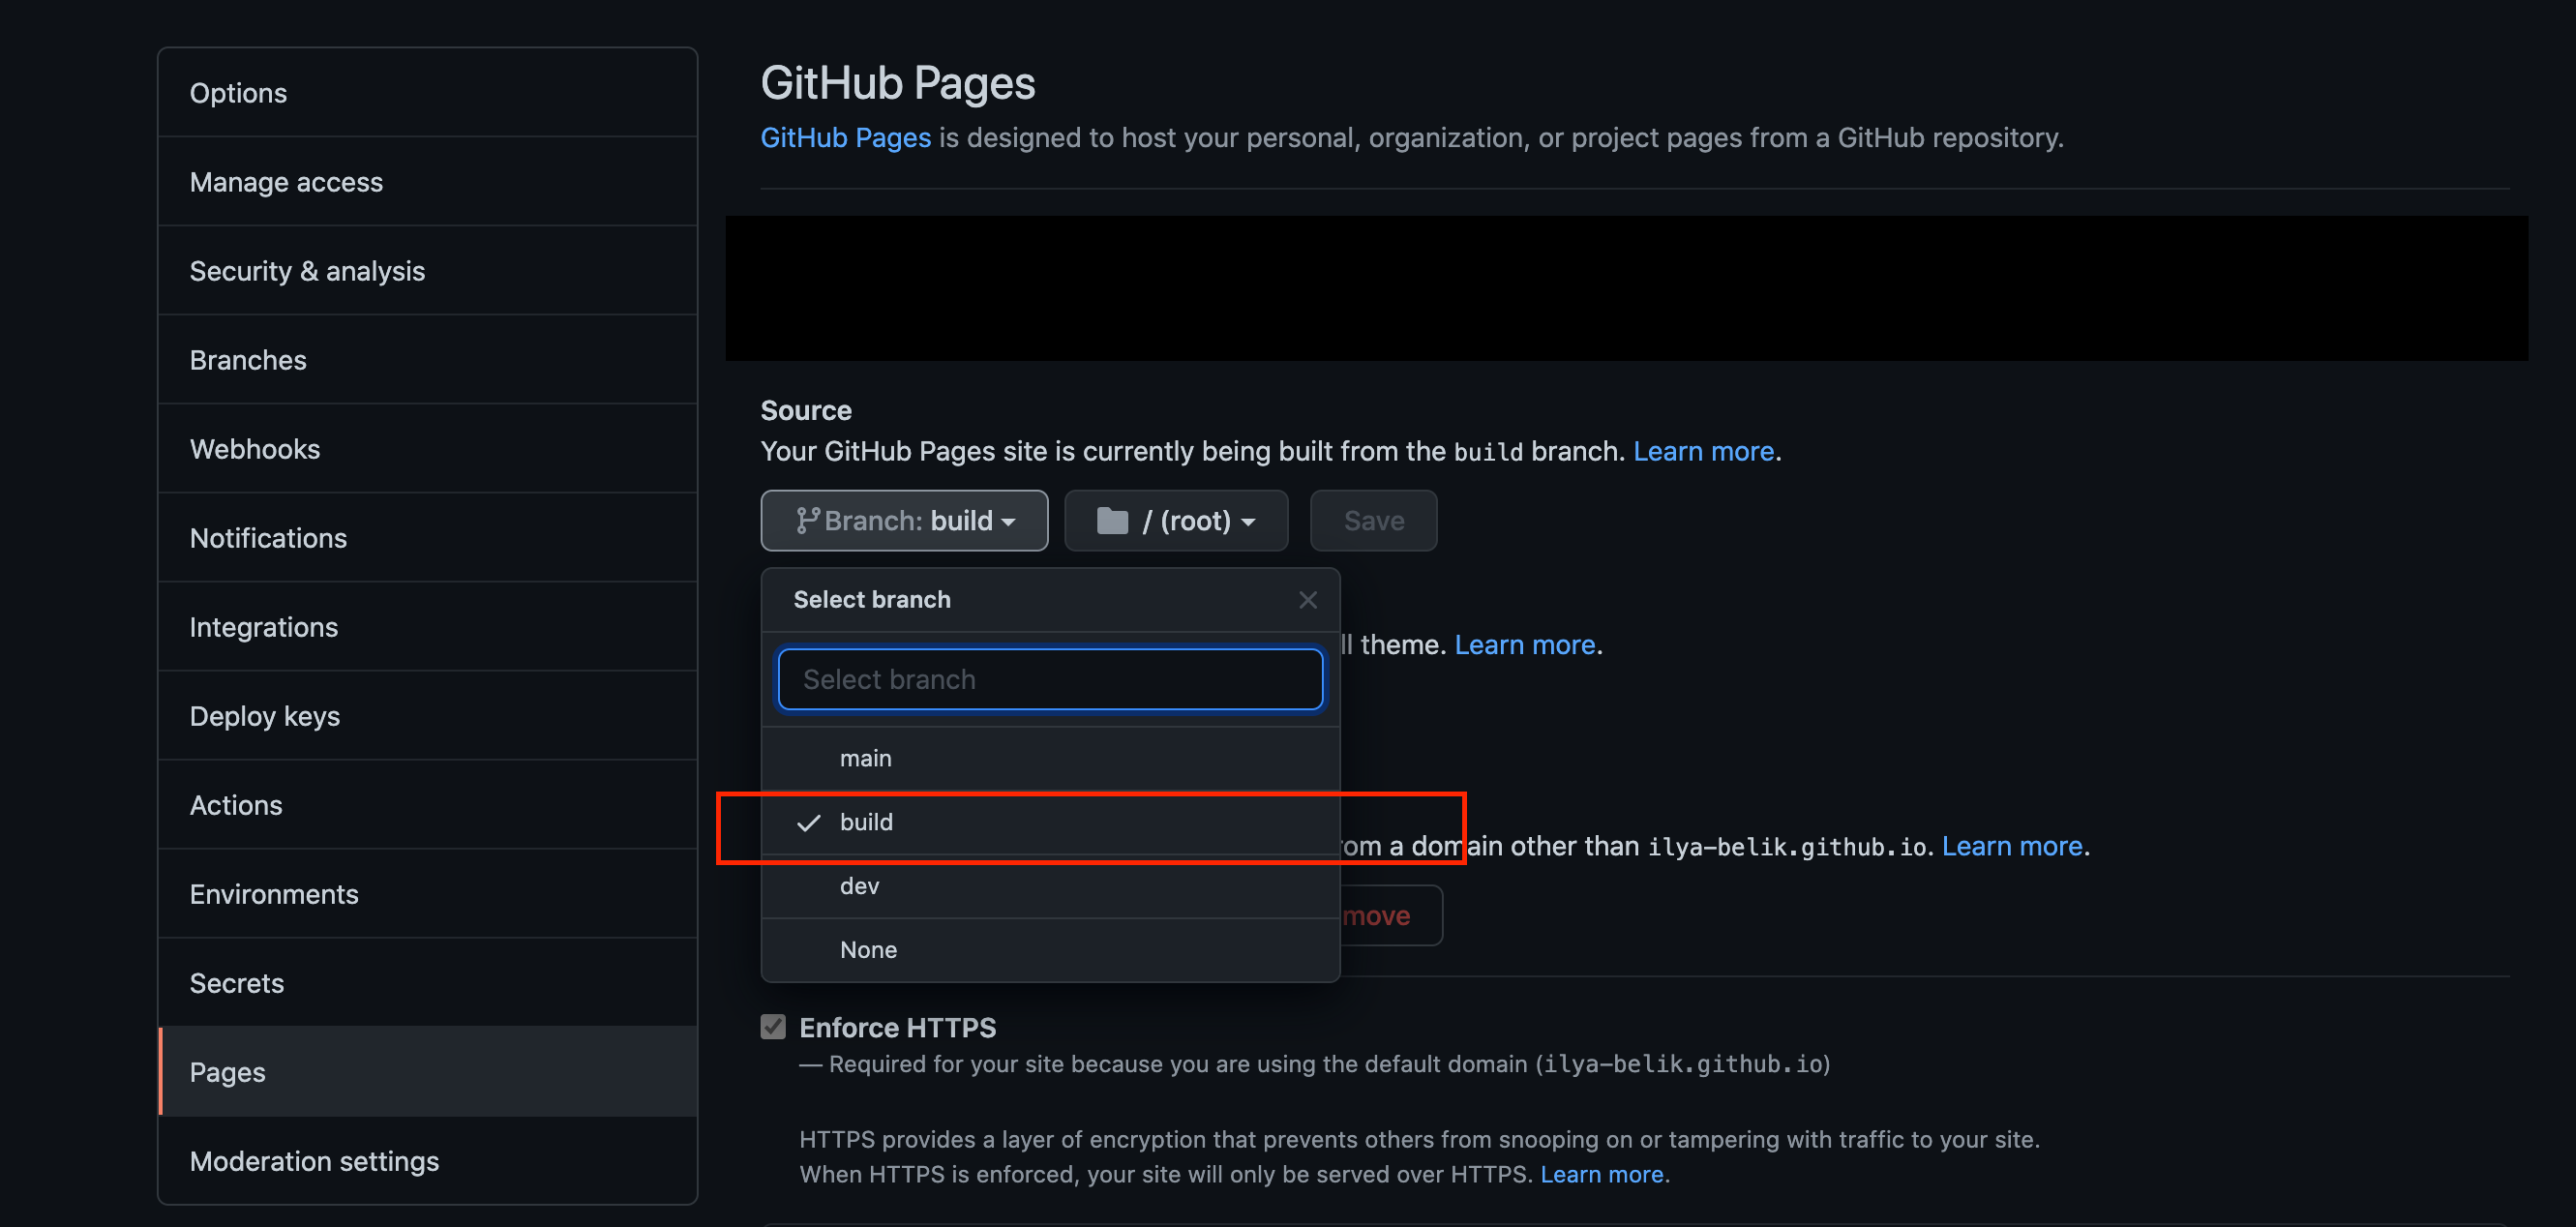 Options
Manage access
Security & analysis
Branches
Webhooks
Notifications
Integrations
Deploy keys
Actions
Environments
Secrets
Pages
Moderation settings
GitHub Pages
GitHub Pages is designed to host your personal, organization, or project pages from a GitHub repository.
Source
Your GitHub Pages site is currently being built from the build branch. Learn more.
Branch: build
/ (root)
Save
Select branch
Select branch
theme. Learn more.
main
build
a domain other than ilya-belik.github.io. Learn more.
dev
None
Enforce HTTPS
— Required for your site because you are using the default domain (ilya-belik.github.io)
HTTPS provides a layer of encryption that prevents others from snooping on or tampering with traffic to your site.
When HTTPS is enforced, your site will only be served over HTTPS. Learn more.